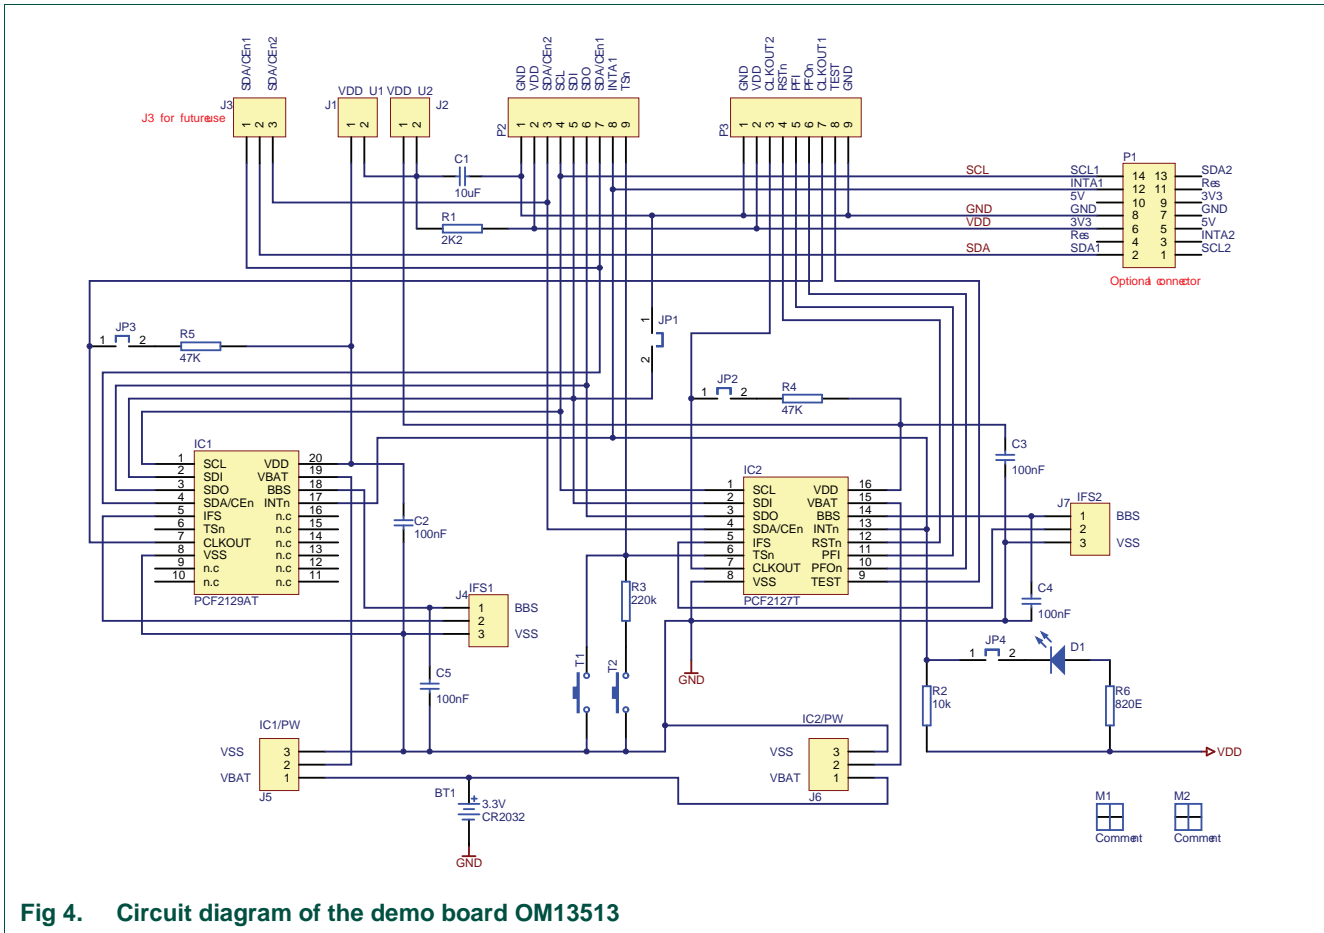 SDA/CEn1
SDA/CEn2
J3
1 2 3
J3 for future use
VDD U1
J1
1 2
VDD U2
J2
1 2
GND
VDD
SDA/CEn2
SCL
SDI
SDO
SDA/CEn1
INTA1
TSn
P2
1 2 3 4 5 6 7 8 9
GND
VDD
CLKOUT2
RSTn
PFI
PFOn
CLKOUT1
TEST
GND
P3
1 2 3 4 5 6 7 8 9
C1
10uF
R1
2K2
P1
SCL SCL1 14 13 SDA2
INTA1 12 11 Res
5V 10 9 3V3
GND GND 8 7 GND
VDD 3V3 6 5 5V
Res 4 3 INTA2
SDA SDA1 2 1 SCL2
Optional connector
JP3
1 2
R5
47K
1
JP1
2
JP2
1 2
R4
47K
C3
100nF
IC1
1 SCL VDD 20
2 SDI VBAT 19
3 SDO BBS 18
4 SDA/CEn INTn 17
5 IFS n.c 16
6 TSn n.c 15
7 CLKOUT n.c 14
8 VSS n.c 13
9 n.c n.c 12
10 n.c n.c 11
PCF2129AT
C2
100nF
IC2
1 SCL VDD 16
2 SDI VBAT 15
3 SDO BBS 14
4 SDA/CEn INTn 13
5 IFS RSTn 12
6 TSn PFI 11
7 CLKOUT PFOn 10
8 VSS TEST 9
PCF2127T
J7 IFS2
1 BBS
2
3 VSS
C4
100nF
J4 IFS1
1 BBS
2
3 VSS
R3
220k
C5
100nF
T1
T2
GND
JP4
1 2
D1
R2
10k
R6
820E
VDD
IC1/PW
VSS 3
2
VBAT 1
J5
IC2/PW
VSS 3
2
VBAT 1
J6
BT1
+
3.3V
CR2032
GND
M1
Comment
M2
Comment
Fig 4. Circuit diagram of the demo board OM13513